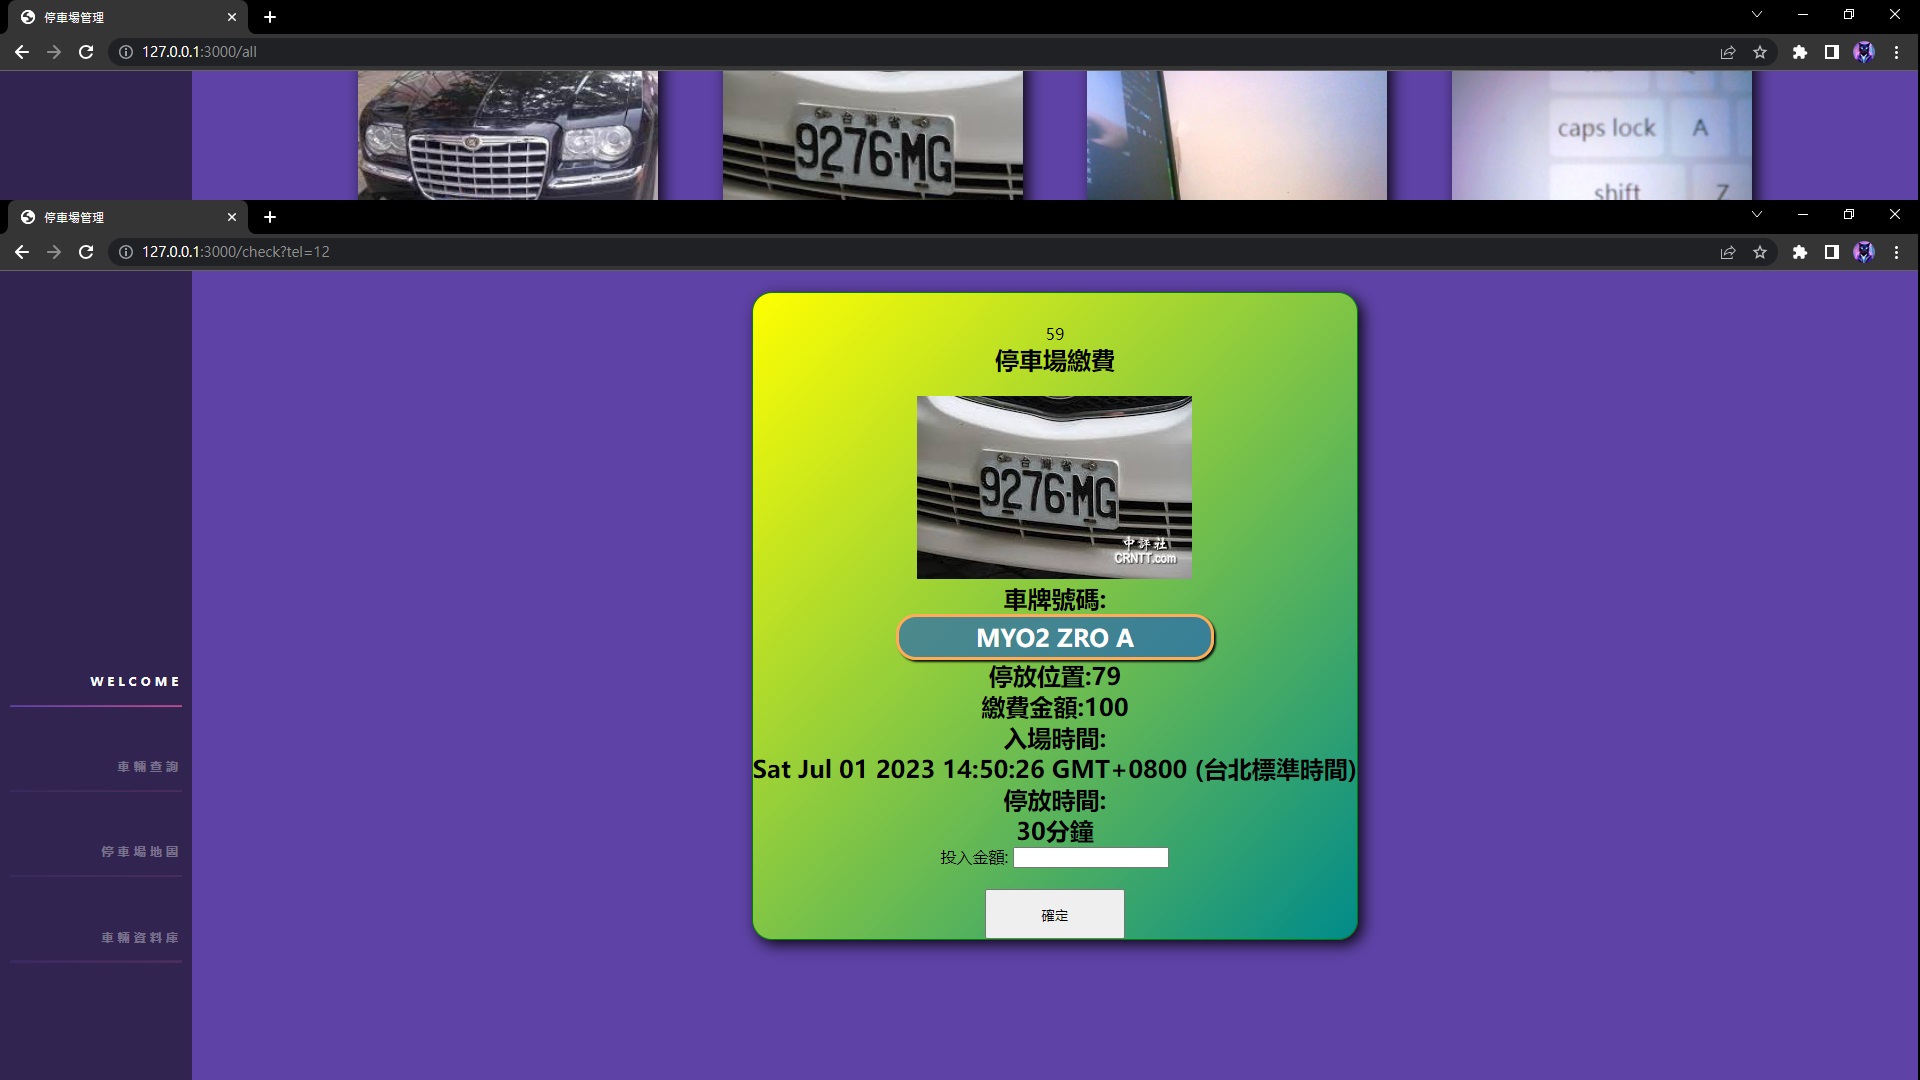 停車場管理
127.0.0.1:3000/all
台灣省
9276·MG
caps lock
A
shift
Z
停車場管理
127.0.0.1:3000/check?tel=12
59
停車場繳費
台灣省
9276·MG
中評社
CRNTT.com
車牌號碼:
MYO2 ZRO A
停放位置:79
繳費金額:100
入場時間:
Sat Jul 01 2023 14:50:26 GMT+0800 (台北標準時間)
停放時間:
30分鐘
投入金額:
確定
WELCOME
車輛查詢
停車場地圖
車輛資料庫